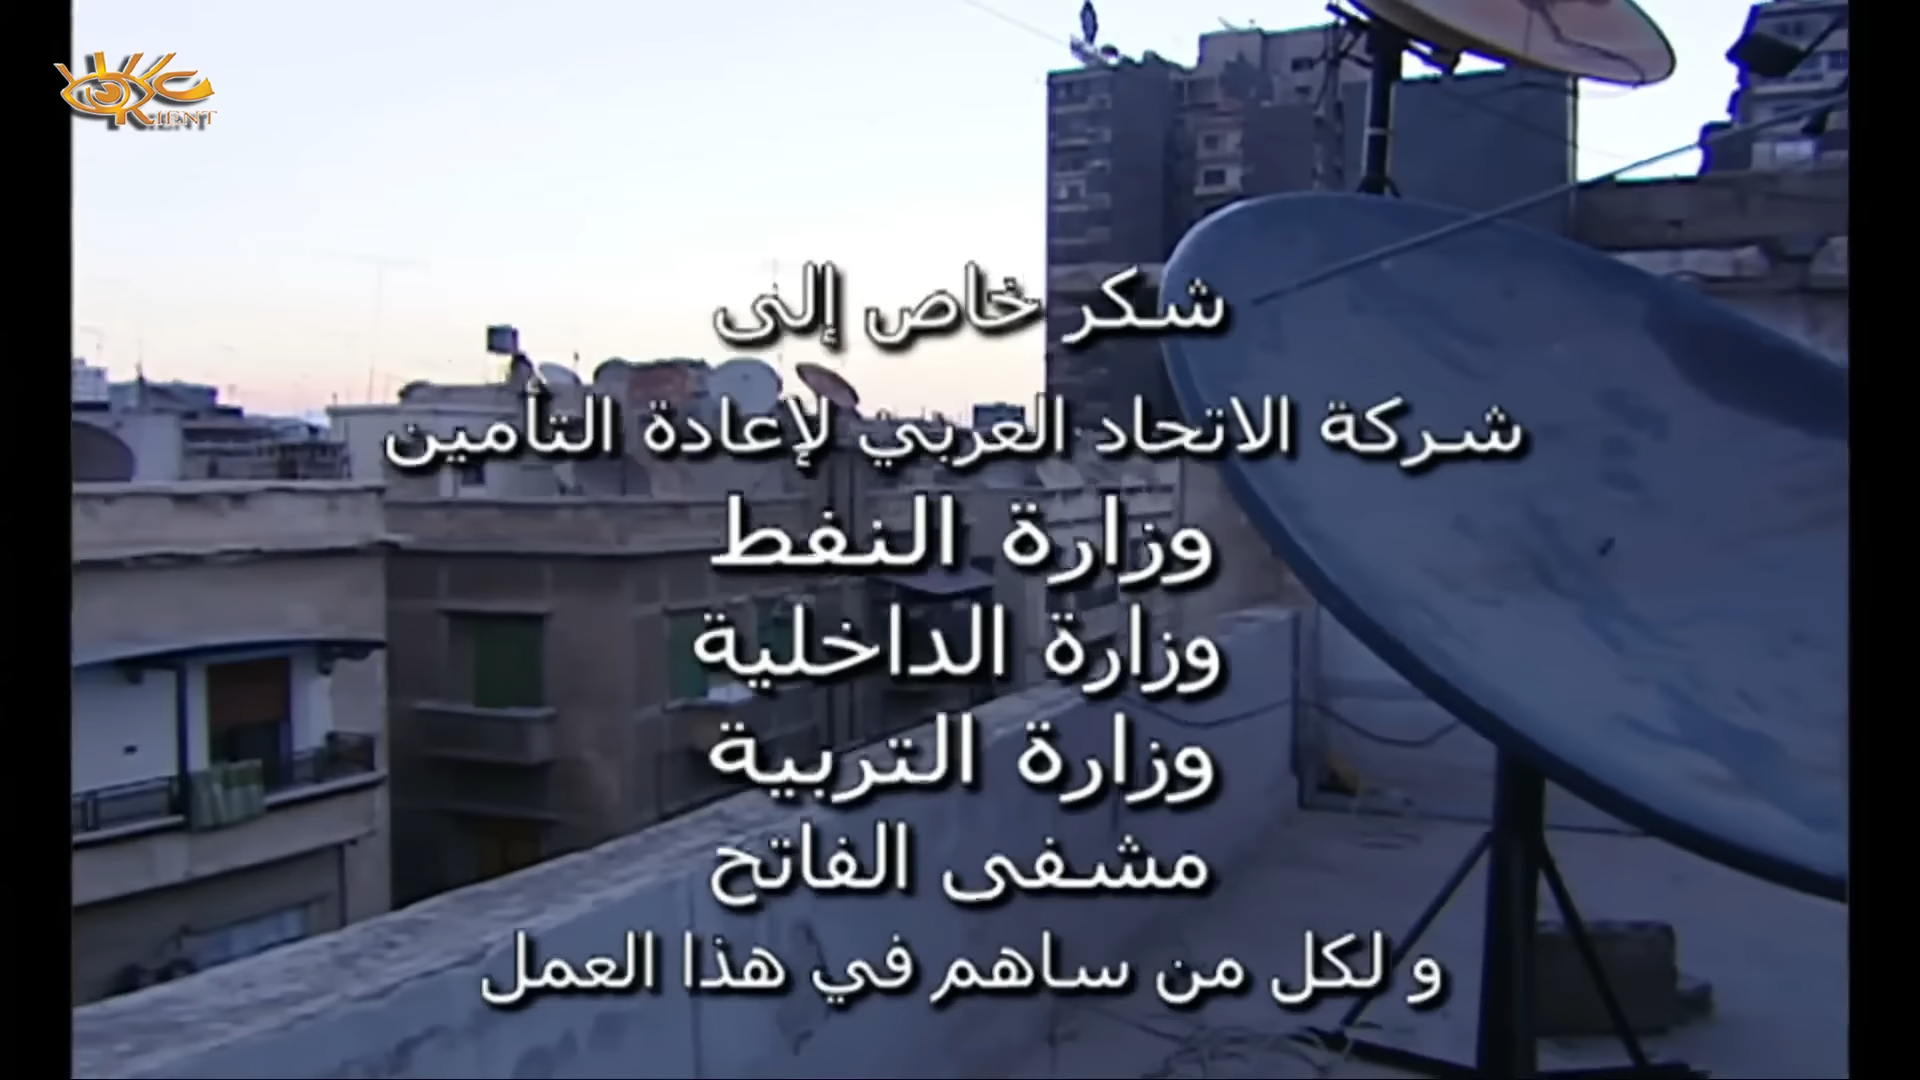 ORIENT
شكر خاص إلى
شركة الاتحاد العربي لإعادة التأمين
وزارة النفط
وزارة الداخلية
وزارة التربية
مشفى الفاتح
و لكل من ساهم في هذا العمل